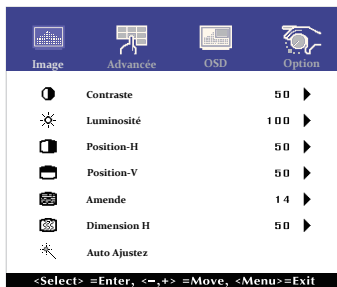 Image Advancée OSD Option
Contraste 50
Luminosité 100
Position-H 50
Position-V 50
Amende 14
Dimension H 50
Auto Ajustez
<Select> =Enter, <–,+> =Move, <Menu>=Exit